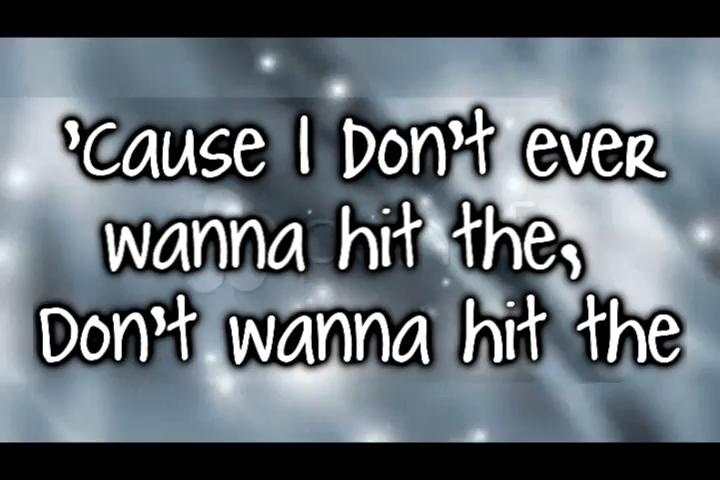 'Cause I Don't ever
wanna hit the,
Don't wanna hit the